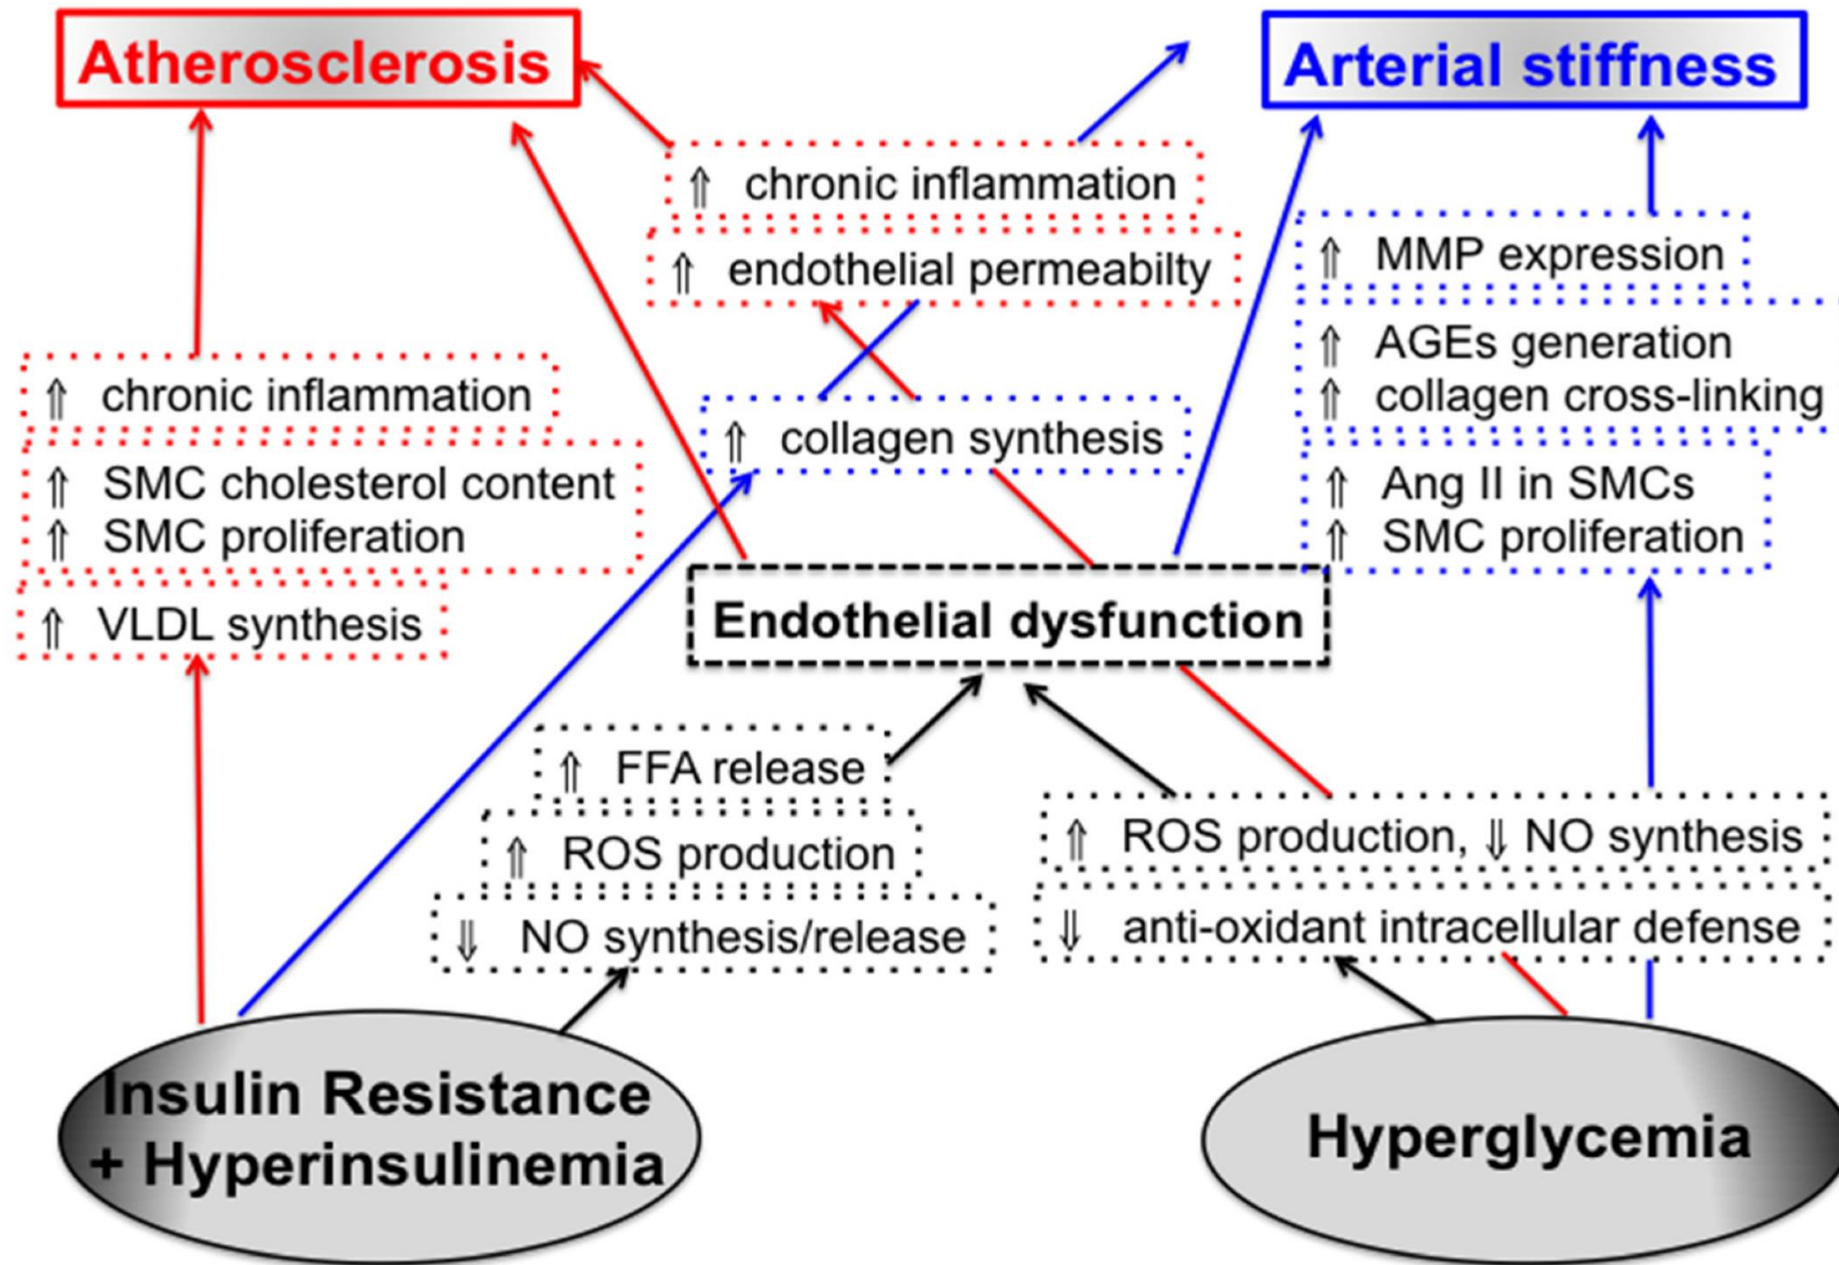 Atherosclerosis
Arterial stiffness
⇑ chronic inflammation
⇑ endothelial permeabilty
⇑ MMP expression
⇑ AGEs generation
⇑ collagen cross-linking
⇑ Ang II in SMCs
⇑ SMC proliferation
⇑ chronic inflammation
⇑ SMC cholesterol content
⇑ SMC proliferation
⇑ VLDL synthesis
⇑ collagen synthesis
Endothelial dysfunction
⇑ FFA release
⇑ ROS production
⇓ NO synthesis/release
⇑ ROS production, ⇓ NO synthesis
⇓ anti-oxidant intracellular defense
Insulin Resistance
+ Hyperinsulinemia
Hyperglycemia